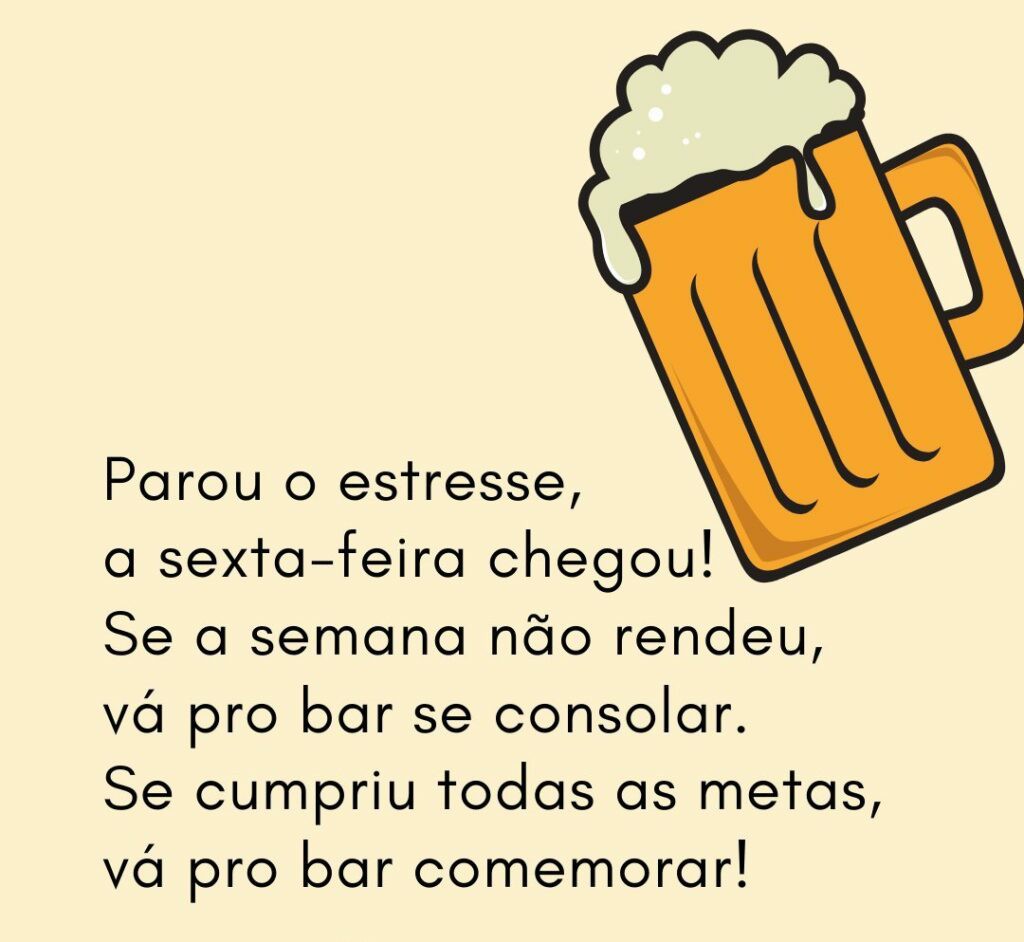 Parou o estresse,
a sexta-feira chegou!
Se a semana não rendeu,
vá pro bar se consolar.
Se cumpriu todas as metas,
vá pro bar comemorar!